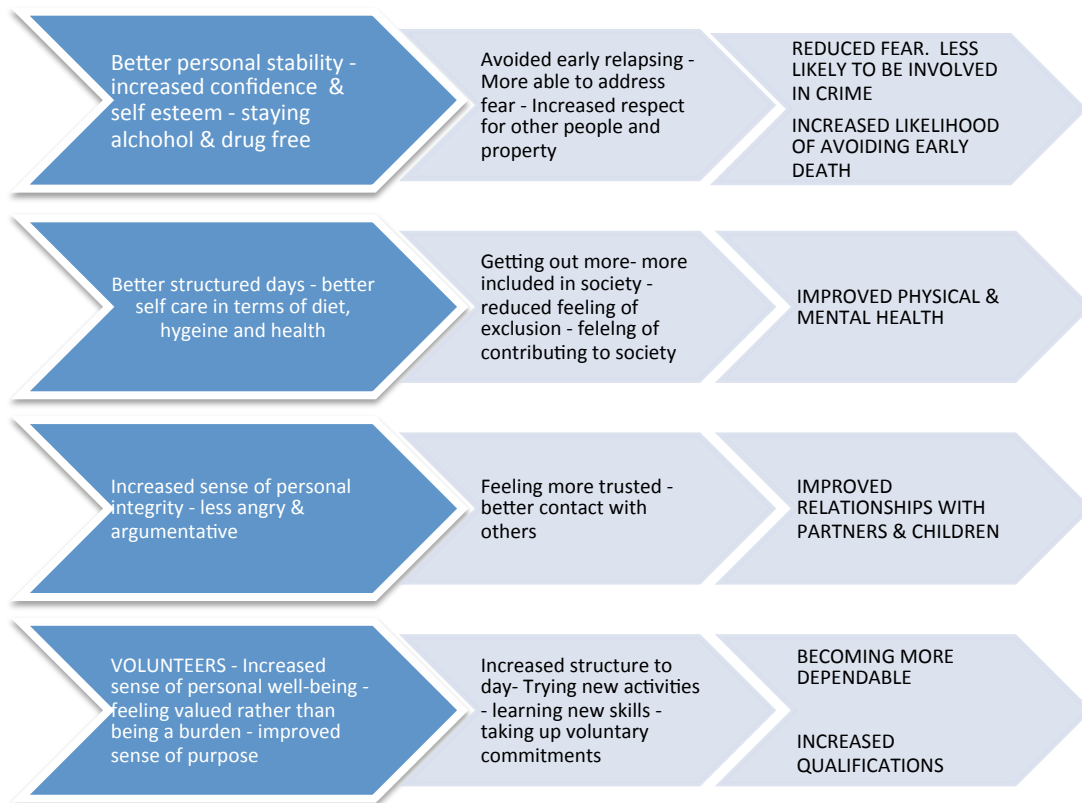 Better personal stability -
increased confidence &
self esteem - staying
alchohol & drug free
Avoided early relapsing -
More able to address
fear - Increased respect
for other people and
property
REDUCED FEAR. LESS
LIKELY TO BE INVOLVED
IN CRIME
INCREASED LIKELIHOOD
OF AVOIDING EARLY
DEATH
Better structured days - better
self care in terms of diet,
hygeine and health
Getting out more- more
included in society -
reduced feeling of
exclusion - felelng of
contributing to society
IMPROVED PHYSICAL &
MENTAL HEALTH
Increased sense of personal
integrity - less angry &
argumentative
Feeling more trusted -
better contact with
others
IMPROVED
RELATIONSHIPS WITH
PARTNERS & CHILDREN
VOLUNTEERS - Increased
sense of personal well-being -
feeling valued rather than
being a burden - improved
sense of purpose
Increased structure to
day- Trying new activities
- learning new skills -
taking up voluntary
commitments
BECOMING MORE
DEPENDABLE
INCREASED
QUALIFICATIONS